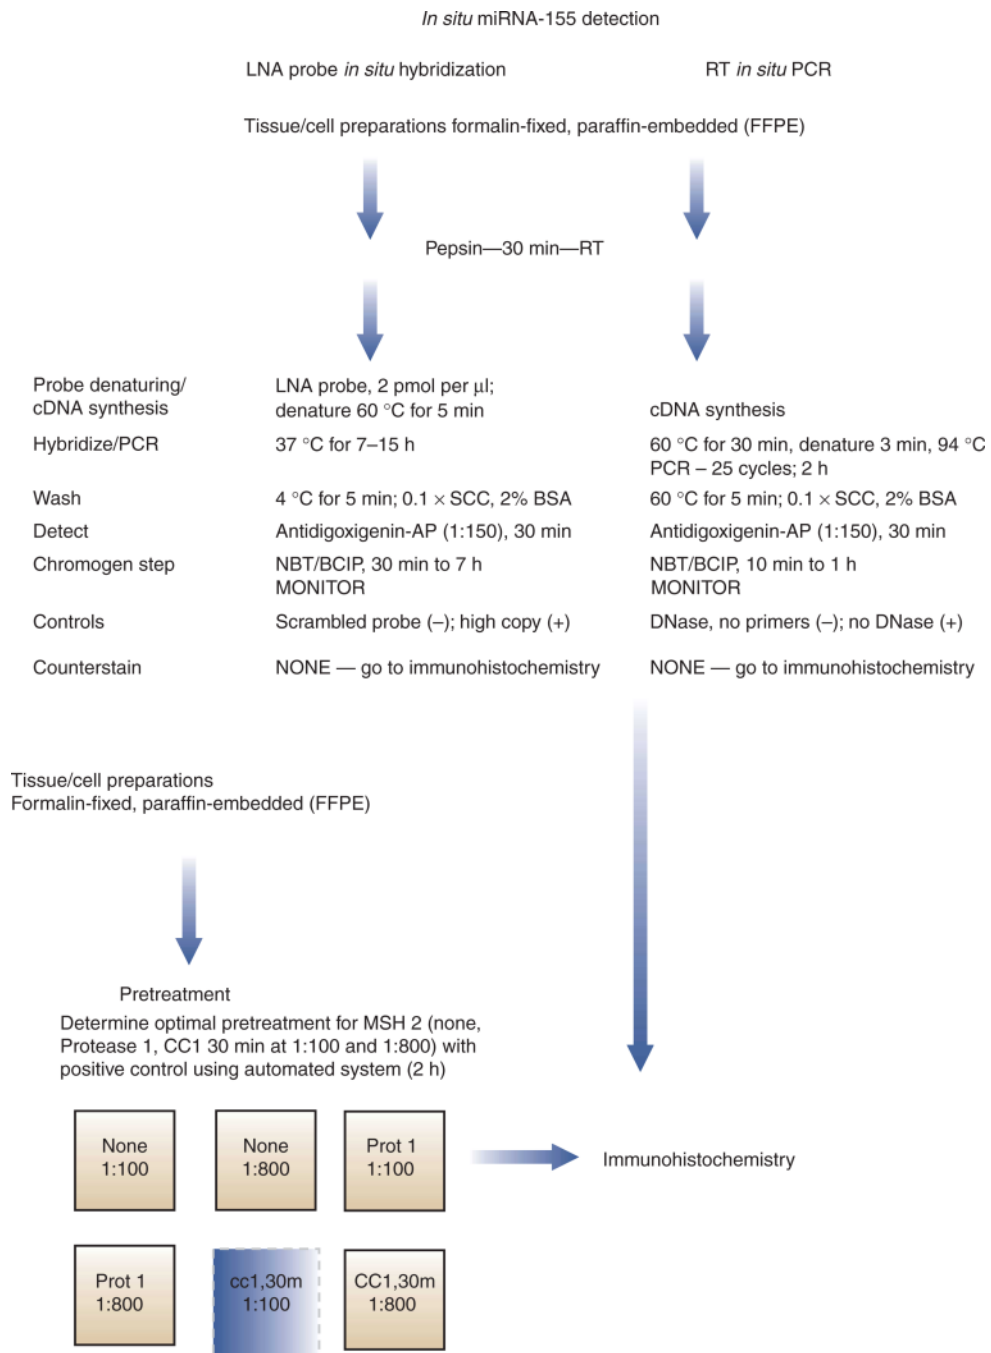 In situ miRNA-155 detection
LNA probe in situ hybridization
RT in situ PCR
Tissue/cell preparations formalin-fixed, paraffin-embedded (FFPE)
Pepsin—30 min—RT
Probe denaturing/
cDNA synthesis
LNA probe, 2 pmol per μl;
denature 60 °C for 5 min
cDNA synthesis
Hybridize/PCR
37 °C for 7–15 h
60 °C for 30 min, denature 3 min, 94 °C
PCR – 25 cycles; 2 h
Wash
4 °C for 5 min; 0.1 × SCC, 2% BSA
60 °C for 5 min; 0.1 × SCC, 2% BSA
Detect
Antidigoxigenin-AP (1:150), 30 min
Antidigoxigenin-AP (1:150), 30 min
Chromogen step
NBT/BCIP, 30 min to 7 h
MONITOR
NBT/BCIP, 10 min to 1 h
MONITOR
Controls
Scrambled probe (–); high copy (+)
DNase, no primers (–); no DNase (+)
Counterstain
NONE — go to immunohistochemistry
NONE — go to immunohistochemistry
Tissue/cell preparations
Formalin-fixed, paraffin-embedded (FFPE)
Pretreatment
Determine optimal pretreatment for MSH 2 (none,
Protease 1, CC1 30 min at 1:100 and 1:800) with
positive control using automated system (2 h)
None
1:100
None
1:800
Prot 1
1:100
Immunohistochemistry
Prot 1
1:800
cc1,30m
1:100
CC1,30m
1:800